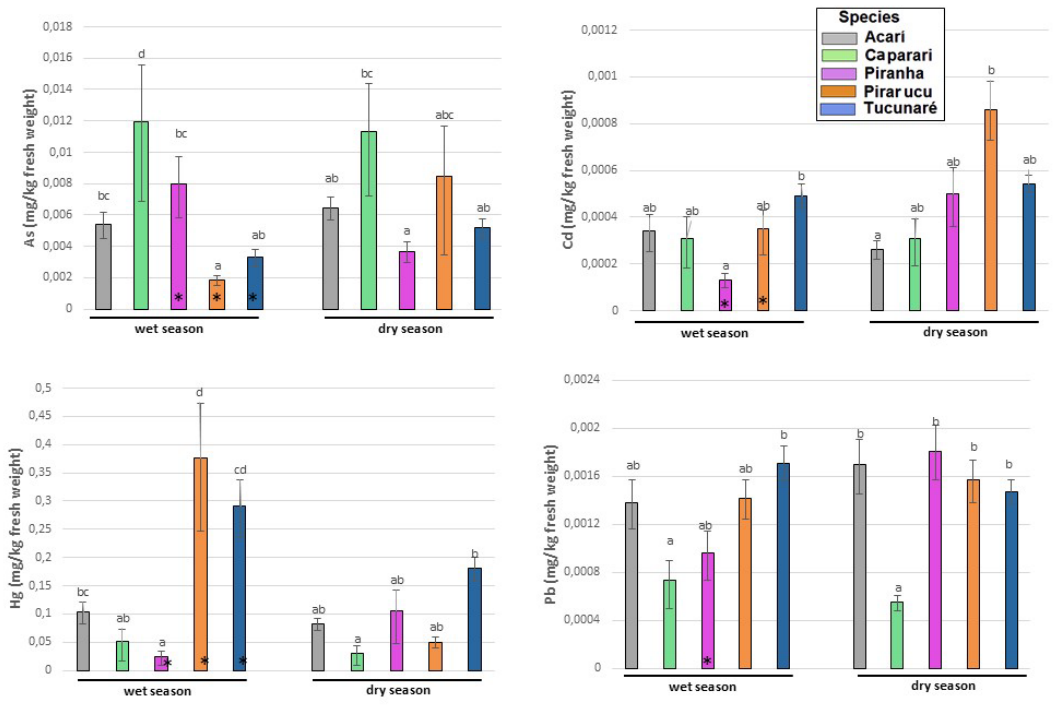 As (mg/kg fresh weight)
0,018
0,016
0,014
0,012
0,01
0,008
0,006
0,004
0,002
0
bc
d
bc
a
ab
*
*
*
ab
bc
a
abc
ab
wet season
dry season
Species
Acari
Caparari
Piranha
Pirarucu
Tucunaré
Cd (mg/kg fresh weight)
0,0012
0,001
0,0008
0,0006
0,0004
0,0002
0
ab
ab
a
ab
b
*
*
a
ab
ab
b
ab
wet season
dry season
Hg (mg/kg fresh weight)
0,5
0,45
0,4
0,35
0,3
0,25
0,2
0,15
0,1
0,05
0
bc
ab
a
d
cd
*
*
*
ab
a
ab
ab
b
wet season
dry season
Pb (mg/kg fresh weight)
0,0024
0,002
0,0016
0,0012
0,0008
0,0004
0
ab
a
ab
ab
b
*
b
a
b
b
b
wet season
dry season